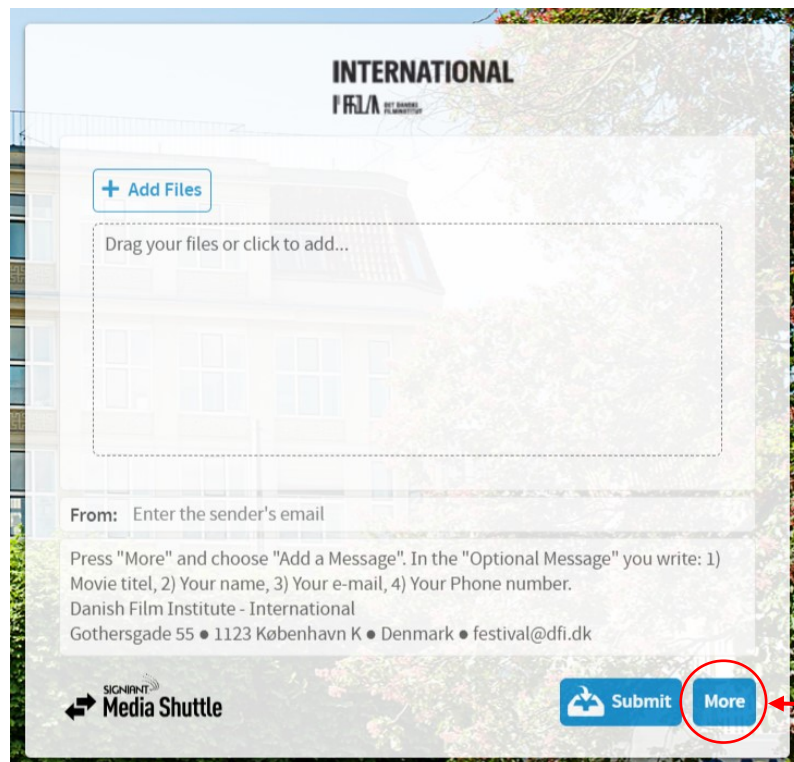 INTERNATIONAL
DET DANSKE
FILMINSTITUT
+ Add Files
Drag your files or click to add...
From: Enter the sender's email
Press "More" and choose "Add a Message". In the "Optional Message" you write: 1)
Movie titel, 2) Your name, 3) Your e-mail, 4) Your Phone number.
Danish Film Institute - International
Gothersgade 55 ● 1123 København K ● Denmark ● festival@dfi.dk
SIGNIANT
Media Shuttle
Submit
More